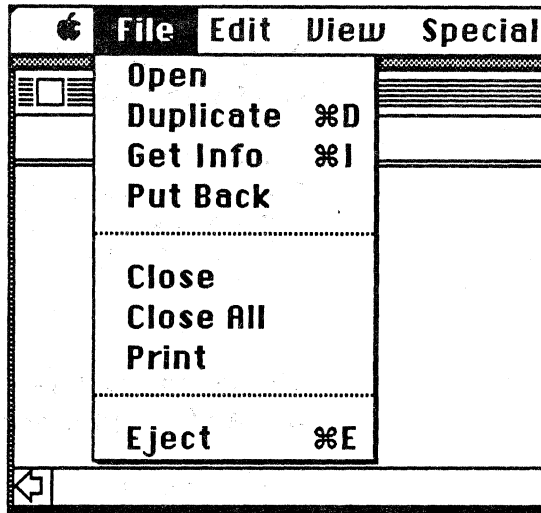 File Edit View Special
Open
Duplicate ⌘D
Get Info ⌘I
Put Back
Close
Close All
Print
Eject ⌘E